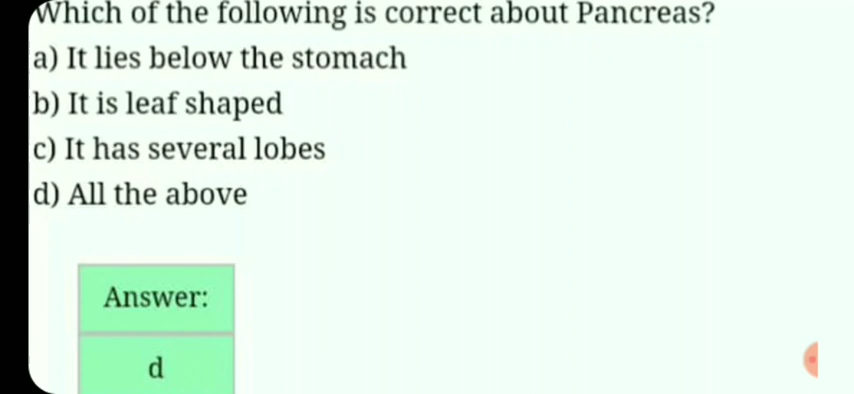 Which of the following is correct about Pancreas?
a) It lies below the stomach
b) It is leaf shaped
c) It has several lobes
d) All the above
Answer:
d